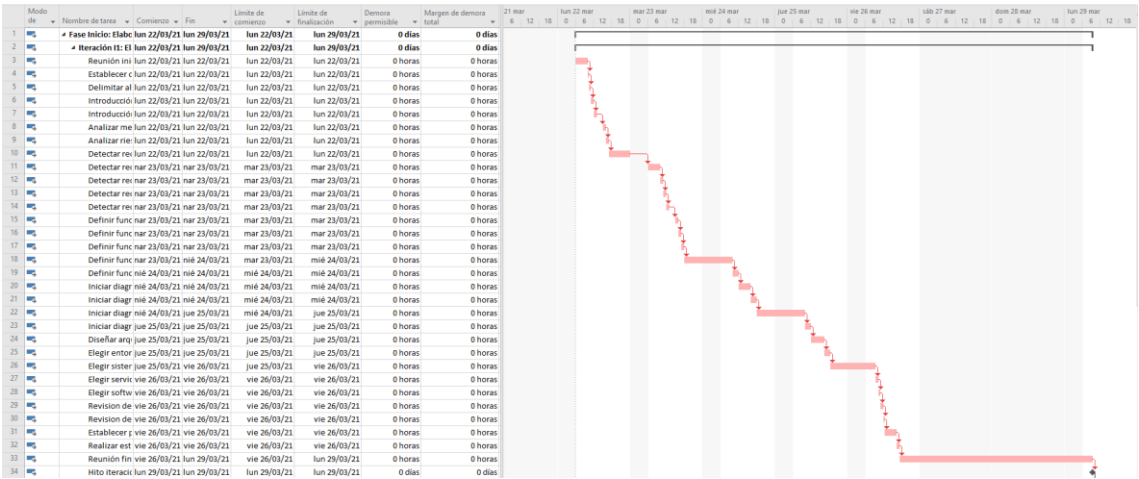 Modo de Nombre de tarea Comienzo Fin Límite de comienzo Límite de finalización Demora permisible Margen de demora total
21 mar lun 22 mar mar 23 mar mié 24 mar jue 25 mar vie 26 mar sáb 27 mar dom 28 mar lun 29 mar
6 12 18 0 6 12 18 0 6 12 18 0 6 12 18 0 6 12 18 0 6 12 18 0 6 12 18 0 6 12 18 0 6 12 18
1 Fase Inicio: Elabo lun 22/03/21 lun 29/03/21 lun 22/03/21 lun 29/03/21 0 días 0 días
2 Iteración I1: El lun 22/03/21 lun 29/03/21 lun 22/03/21 lun 29/03/21 0 días 0 días
3 Reunión ini lun 22/03/21 lun 22/03/21 lun 22/03/21 lun 22/03/21 0 horas 0 horas
4 Establecer lun 22/03/21 lun 22/03/21 lun 22/03/21 lun 22/03/21 0 horas 0 horas
5 Delimitar al lun 22/03/21 lun 22/03/21 lun 22/03/21 lun 22/03/21 0 horas 0 horas
6 Introducció lun 22/03/21 lun 22/03/21 lun 22/03/21 lun 22/03/21 0 horas 0 horas
7 Introducció lun 22/03/21 lun 22/03/21 lun 22/03/21 lun 22/03/21 0 horas 0 horas
8 Analizar me lun 22/03/21 lun 22/03/21 lun 22/03/21 lun 22/03/21 0 horas 0 horas
9 Analizar rie lun 22/03/21 lun 22/03/21 lun 22/03/21 lun 22/03/21 0 horas 0 horas
10 Detectar re lun 22/03/21 lun 22/03/21 lun 22/03/21 lun 22/03/21 0 horas 0 horas
11 Detectar re nar 23/03/21 nar 23/03/21 mar 23/03/21 mar 23/03/21 0 horas 0 horas
12 Detectar re nar 23/03/21 nar 23/03/21 mar 23/03/21 mar 23/03/21 0 horas 0 horas
13 Detectar re nar 23/03/21 nar 23/03/21 mar 23/03/21 mar 23/03/21 0 horas 0 horas
14 Detectar re nar 23/03/21 nar 23/03/21 mar 23/03/21 mar 23/03/21 0 horas 0 horas
15 Definir func nar 23/03/21 nar 23/03/21 mar 23/03/21 mar 23/03/21 0 horas 0 horas
16 Definir func nar 23/03/21 nar 23/03/21 mar 23/03/21 mar 23/03/21 0 horas 0 horas
17 Definir func nar 23/03/21 nar 23/03/21 mar 23/03/21 mar 23/03/21 0 horas 0 horas
18 Definir func nar 23/03/21 nié 24/03/21 mar 23/03/21 mié 24/03/21 0 horas 0 horas
19 Definir func nié 24/03/21 nié 24/03/21 mié 24/03/21 mié 24/03/21 0 horas 0 horas
20 Iniciar diagr nié 24/03/21 nié 24/03/21 mié 24/03/21 mié 24/03/21 0 horas 0 horas
21 Iniciar diagr nié 24/03/21 nié 24/03/21 mié 24/03/21 mié 24/03/21 0 horas 0 horas
22 Iniciar diagr nié 24/03/21 jue 25/03/21 mié 24/03/21 jue 25/03/21 0 horas 0 horas
23 Iniciar diagr jue 25/03/21 jue 25/03/21 jue 25/03/21 jue 25/03/21 0 horas 0 horas
24 Diseñar arq jue 25/03/21 jue 25/03/21 jue 25/03/21 jue 25/03/21 0 horas 0 horas
25 Elegir entor jue 25/03/21 jue 25/03/21 jue 25/03/21 jue 25/03/21 0 horas 0 horas
26 Elegir sister jue 25/03/21 vie 26/03/21 jue 25/03/21 vie 26/03/21 0 horas 0 horas
27 Elegir servic vie 26/03/21 vie 26/03/21 vie 26/03/21 vie 26/03/21 0 horas 0 horas
28 Elegir softw vie 26/03/21 vie 26/03/21 vie 26/03/21 vie 26/03/21 0 horas 0 horas
29 Revision de vie 26/03/21 vie 26/03/21 vie 26/03/21 vie 26/03/21 0 horas 0 horas
30 Revision de vie 26/03/21 vie 26/03/21 vie 26/03/21 vie 26/03/21 0 horas 0 horas
31 Establecer p vie 26/03/21 vie 26/03/21 vie 26/03/21 vie 26/03/21 0 horas 0 horas
32 Realizar est vie 26/03/21 vie 26/03/21 vie 26/03/21 vie 26/03/21 0 horas 0 horas
33 Reunión fin vie 26/03/21 lun 29/03/21 vie 26/03/21 lun 29/03/21 0 horas 0 horas
34 Hito iteraci lun 29/03/21 lun 29/03/21 lun 29/03/21 lun 29/03/21 0 días 0 días